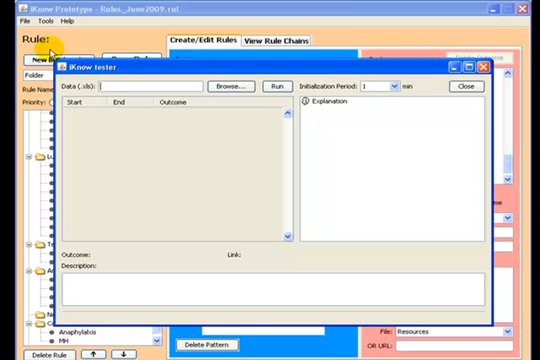 iKnow Prototype - Rules_June2009.rul
File Tools Help
Rule:
Create/Edit Rules View Rule Chains
New
Folder
Rule Name
Priority:
iKnow tester
Data (.xls): Browse... Run Initialization Period: 1 min Close
Start End Outcome
Explanation
Outcome: Link:
Description:
Anaphylaxis
MH
Delete Rule
Delete Pattern
File: Resources
OR URL: